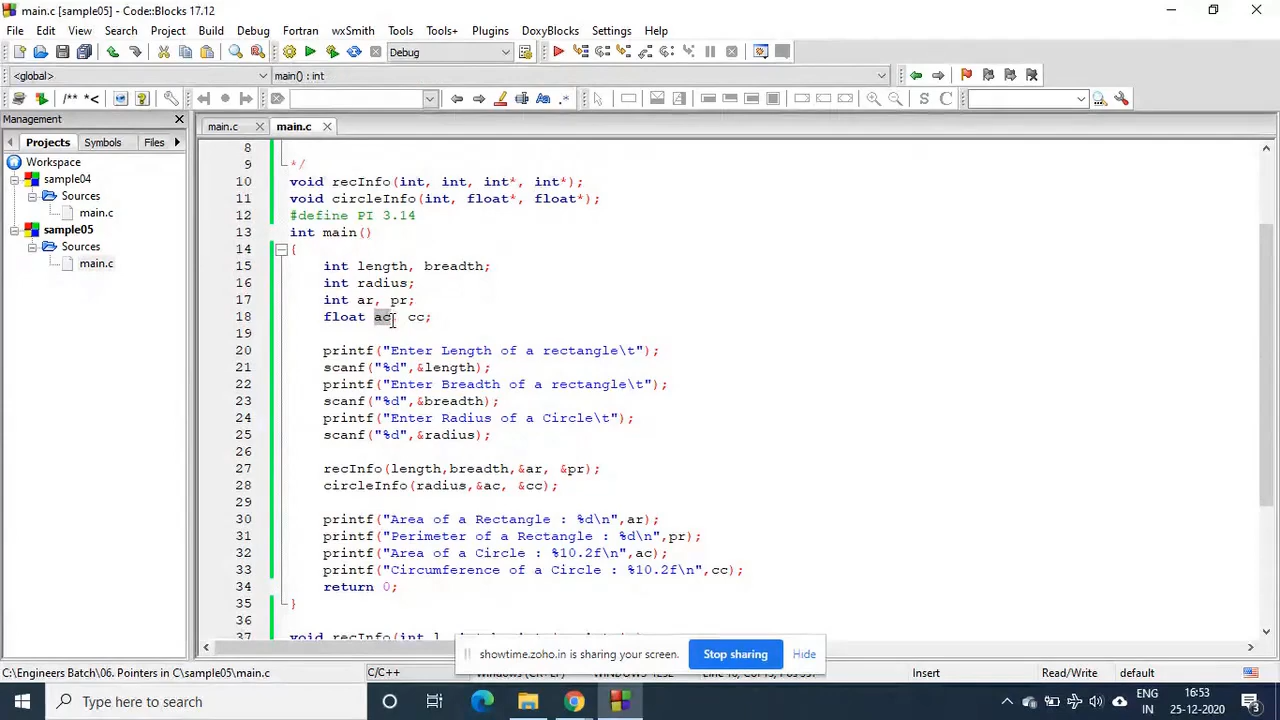 main.c [sample05] - Code::Blocks 17.12
File Edit View Search Project Build Debug Fortran wxSmith Tools Tools+ Plugins DoxyBlocks Settings Help
Debug
<global> main() : int
/** *<
Management
main.c main.c
Projects Symbols Files
Workspace
sample04
Sources
main.c
sample05
Sources
main.c
8
9 */
10 void recInfo(int, int, int*, int*);
11 void circleInfo(int, float*, float*);
12 #define PI 3.14
13 int main()
14 {
15 int length, breadth;
16 int radius;
17 int ar, pr;
18 float ac, cc;
19
20 printf("Enter Length of a rectangle\t");
21 scanf("%d",&length);
22 printf("Enter Breadth of a rectangle\t");
23 scanf("%d",&breadth);
24 printf("Enter Radius of a Circle\t");
25 scanf("%d",&radius);
26
27 recInfo(length,breadth,&ar, &pr);
28 circleInfo(radius,&ac, &cc);
29
30 printf("Area of a Rectangle : %d\n",ar);
31 printf("Perimeter of a Rectangle : %d\n",pr);
32 printf("Area of a Circle : %10.2f\n",ac);
33 printf("Circumference of a Circle : %10.2f\n",cc);
34 return 0;
35 }
36
37 void recInfo(int l
showtime.zoho.in is sharing your screen. Stop sharing Hide
C:\Engineers Batch\06. Pointers in C\sample05\main.c C/C++ Insert Read/Write default
Type here to search
ENG
IN
16:53
25-12-2020
3